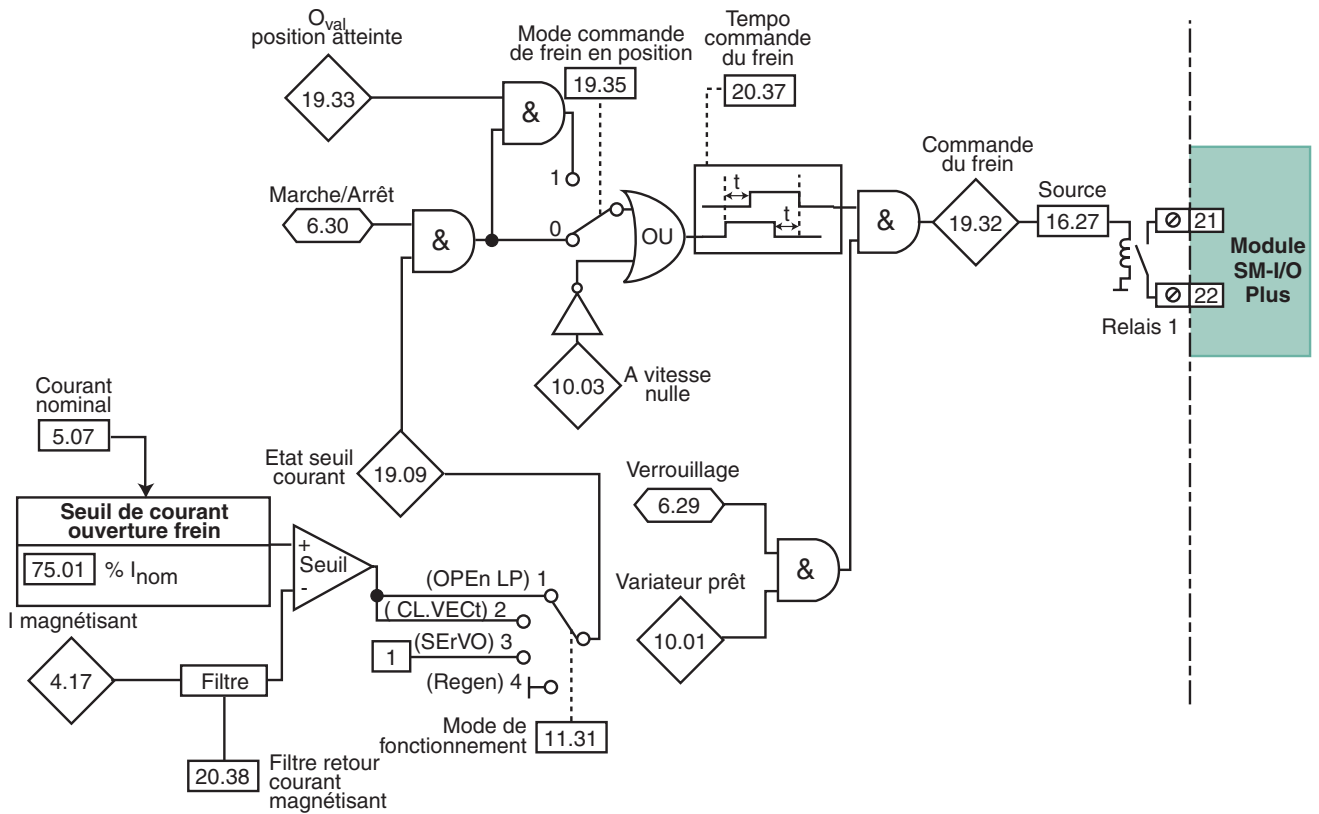 Oval
position atteinte
19.33
&
1
Mode commande
de frein en position
19.35
Tempo
commande
du frein
20.37
Marche/Arrêt
6.30
&
0
OU
t
t
&
Commande
du frein
19.32
Source
16.27
21
22
Module
SM-I/O
Plus
Relais 1
10.03
A vitesse
nulle
Courant
nominal
5.07
Etat seuil
courant
19.09
Seuil de courant
ouverture frein
75.01 % Inom
+
Seuil
-
I magnétisant
4.17
Filtre
20.38
Filtre retour
courant
magnétisant
(OPEn LP) 1
( CL.VECt) 2
1
(SErVO) 3
(Regen) 4
Mode de
fonctionnement
11.31
Verrouillage
6.29
&
Variateur prêt
10.01